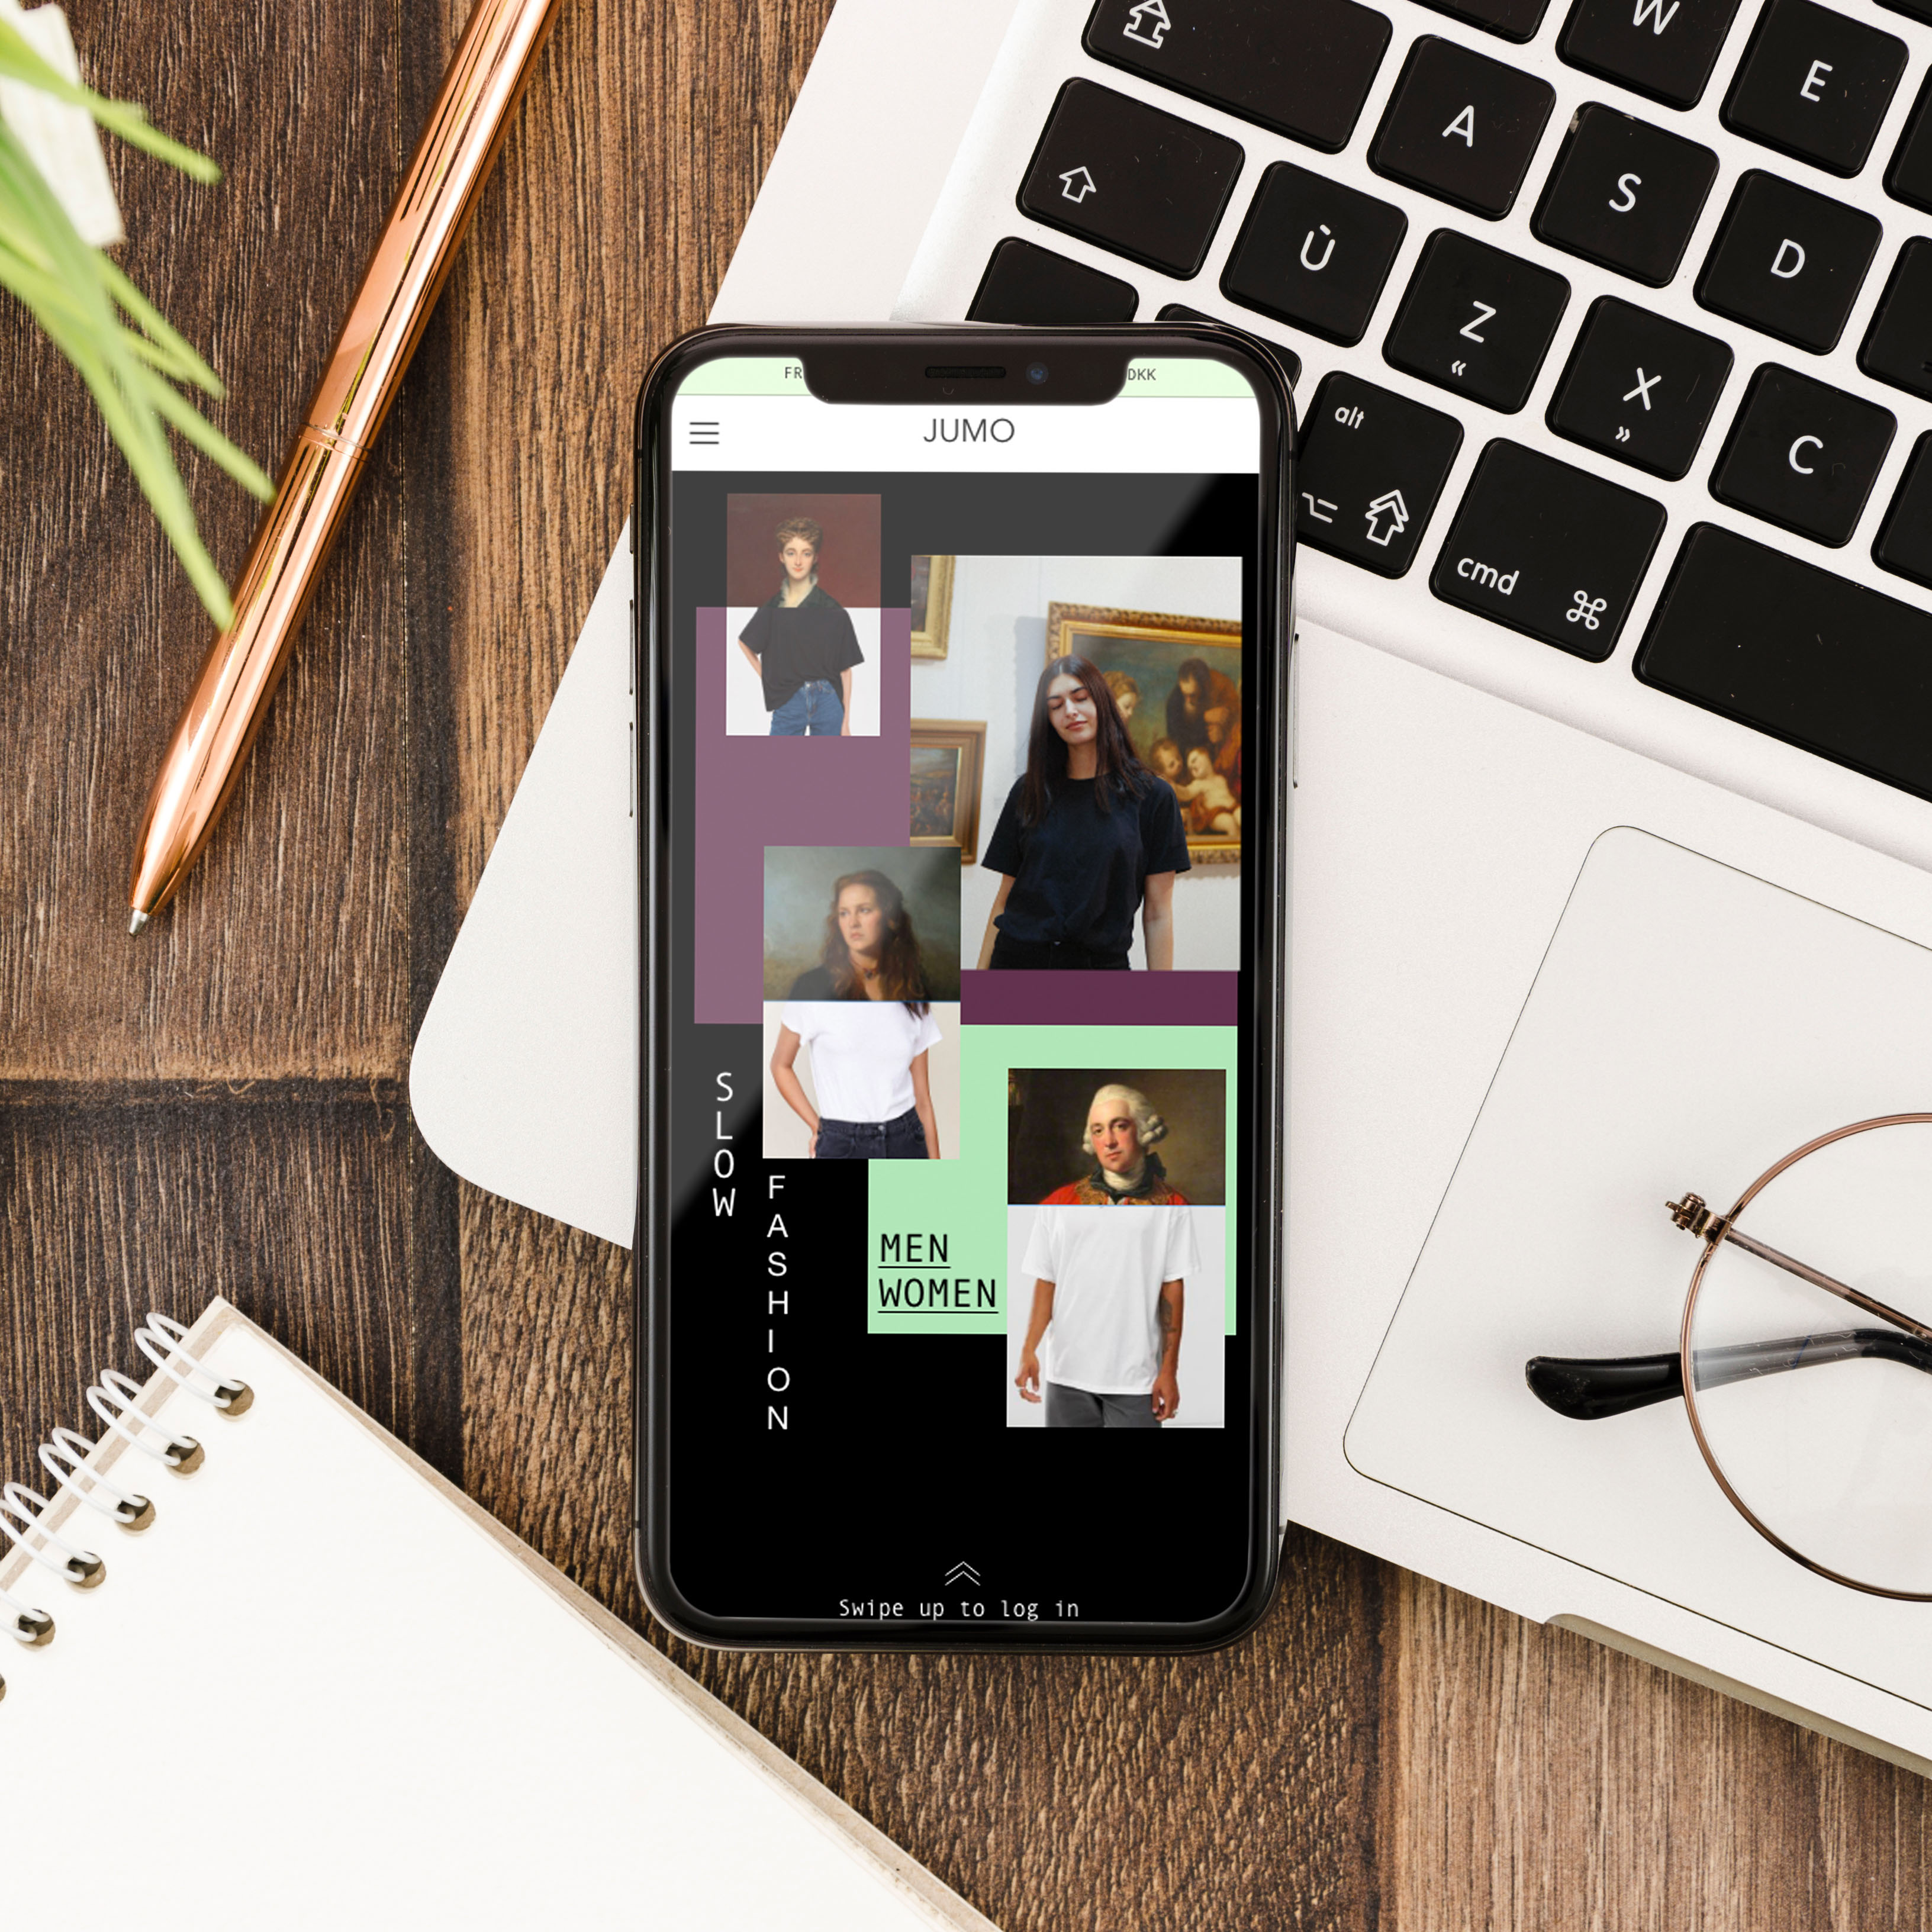 W
E
A
S
D
Ù
Z
«
X
»
C
alt
cmd
FR
DKK
JUMO
SLOW
FASHION
MEN
WOMEN
Swipe up to log in